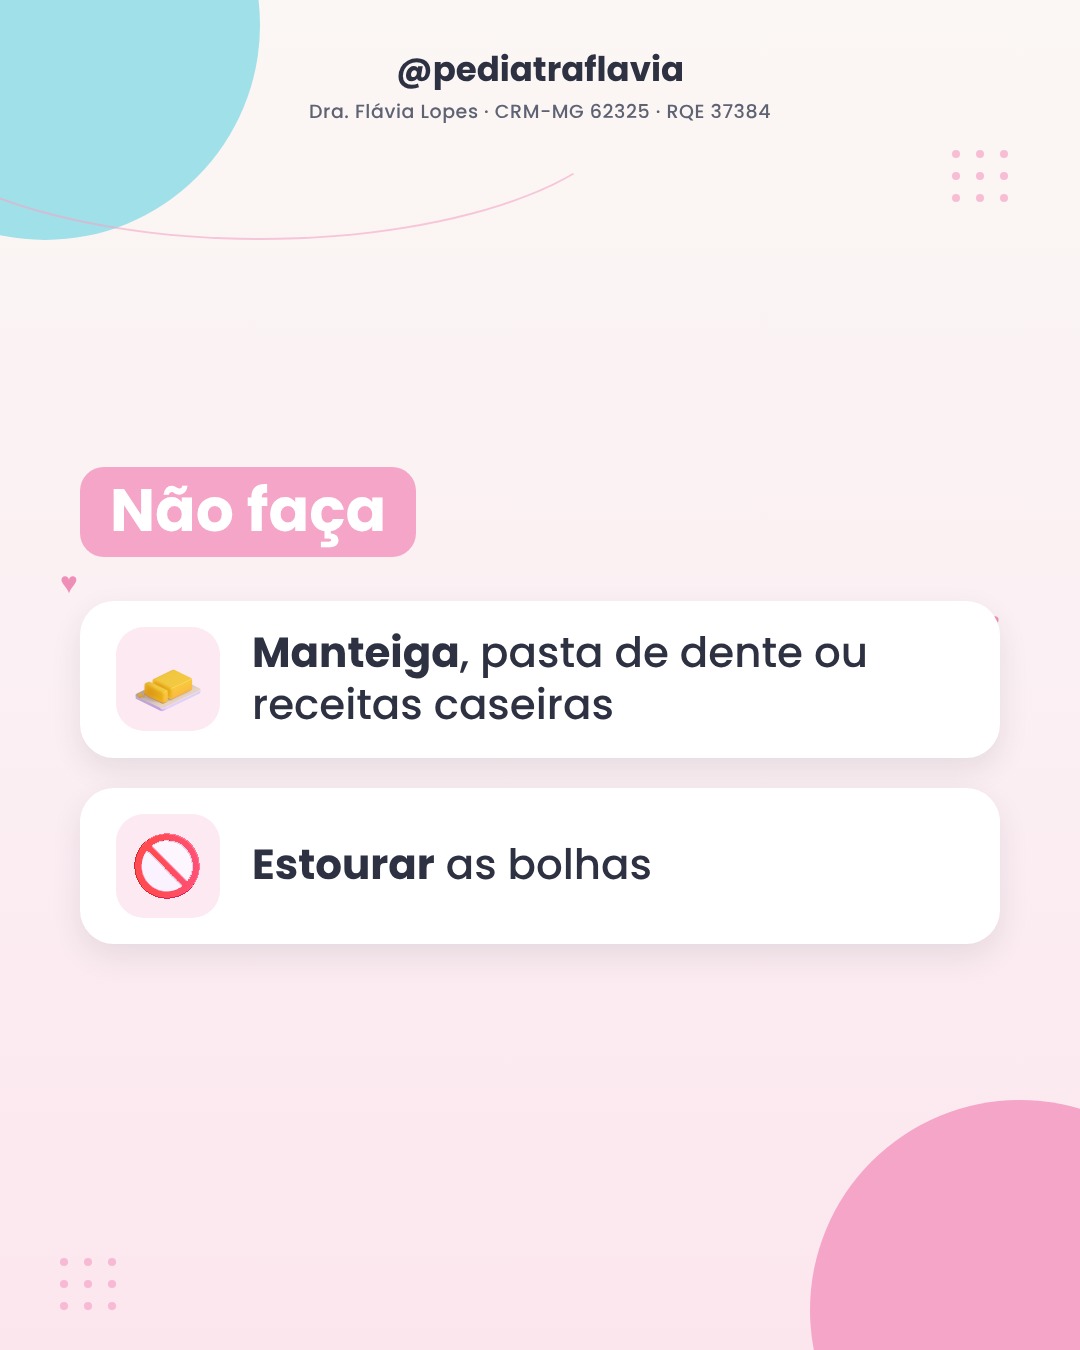 @pediatraflavia
Dra. Flávia Lopes · CRM-MG 62325 · RQE 37384
Não faça
Manteiga, pasta de dente ou
receitas caseiras
Estourar as bolhas